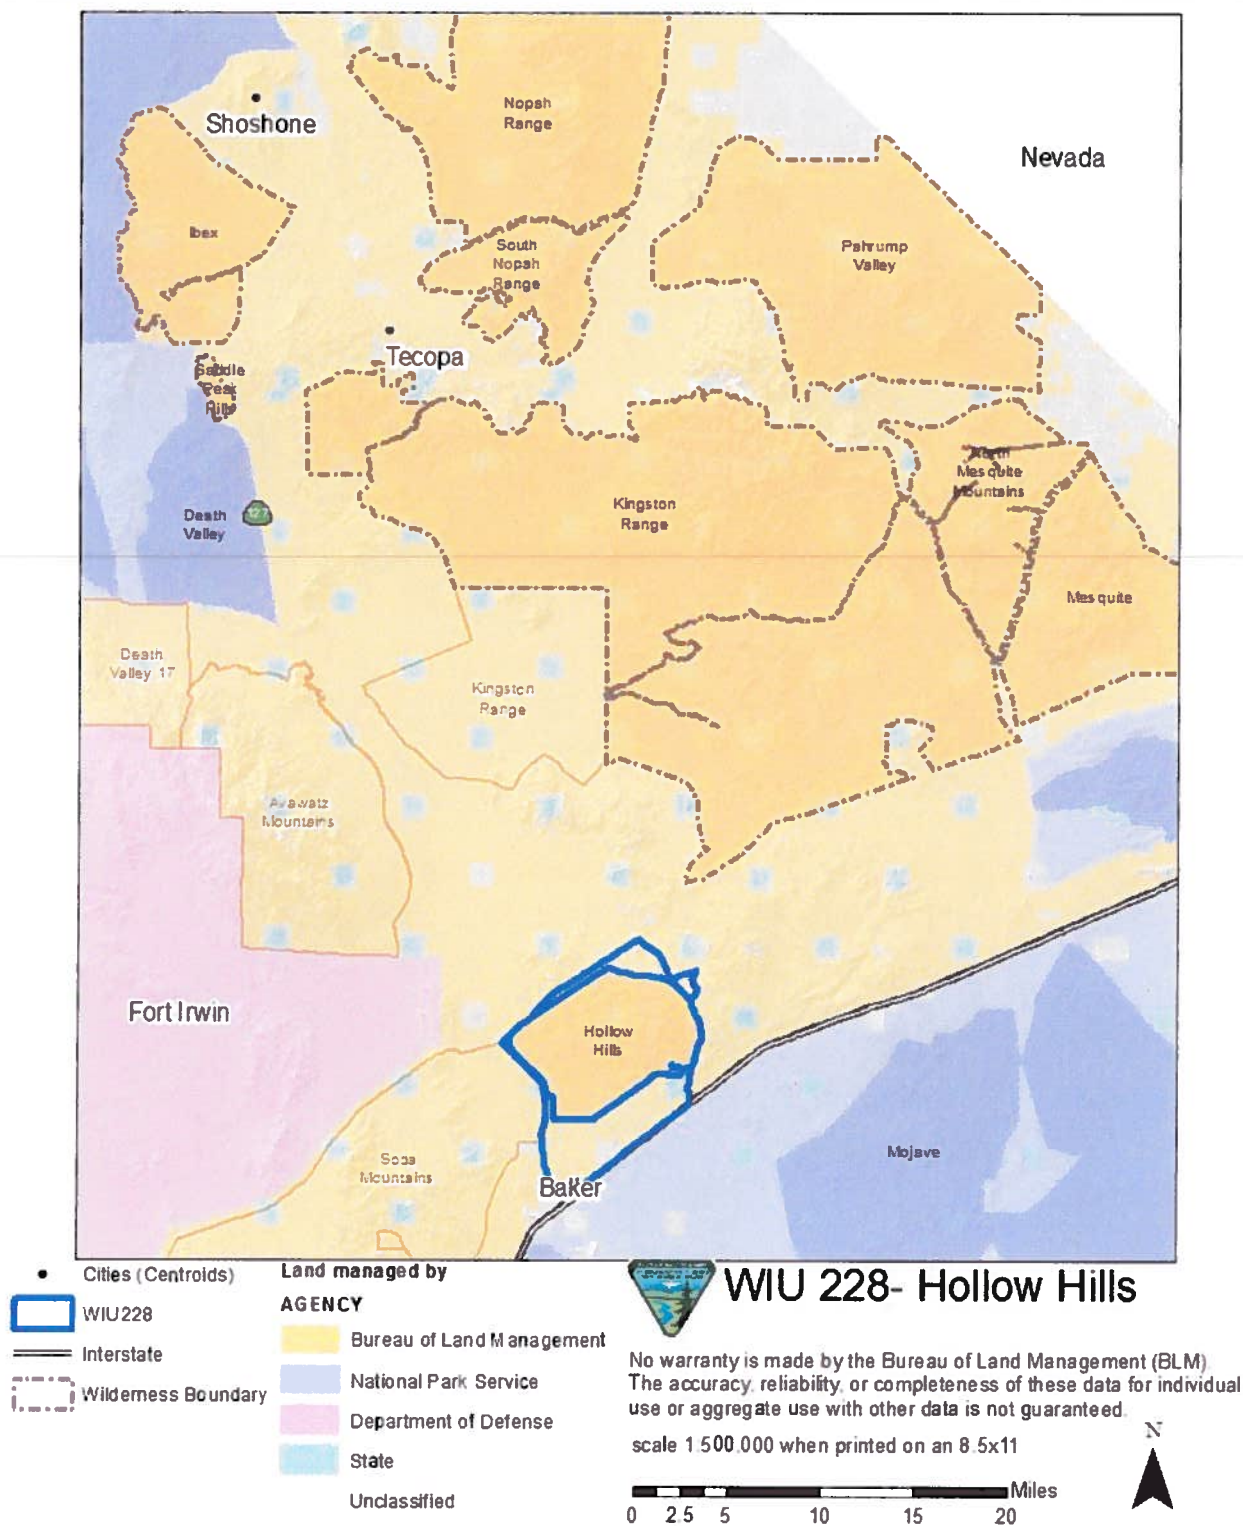 Nopah
Range
Shoshone
Nevada
Ibex
South
Nopah
Range
Pahrump
Valley
Tecopa
Saddle
Peak
Hills
North
Mesquite
Mountains
Kingston
Range
127
Death
Valley
Mesquite
Death
Valley 17
Kingston
Range
Avawatz
Mountains
Fort Irwin
Hollow
Hills
Mojave
Soda
Mountains
Baker
Cities (Centroids)
WIU228
Interstate
Wilderness Boundary
Land managed by
AGENCY
Bureau of Land Management
National Park Service
Department of Defense
State
Unclassified
WIU 228- Hollow Hills
No warranty is made by the Bureau of Land Management (BLM)
The accuracy, reliability, or completeness of these data for individual
use or aggregate use with other data is not guaranteed.
scale 1:500,000 when printed on an 8.5x11
N
Miles
0 2.5 5 10 15 20